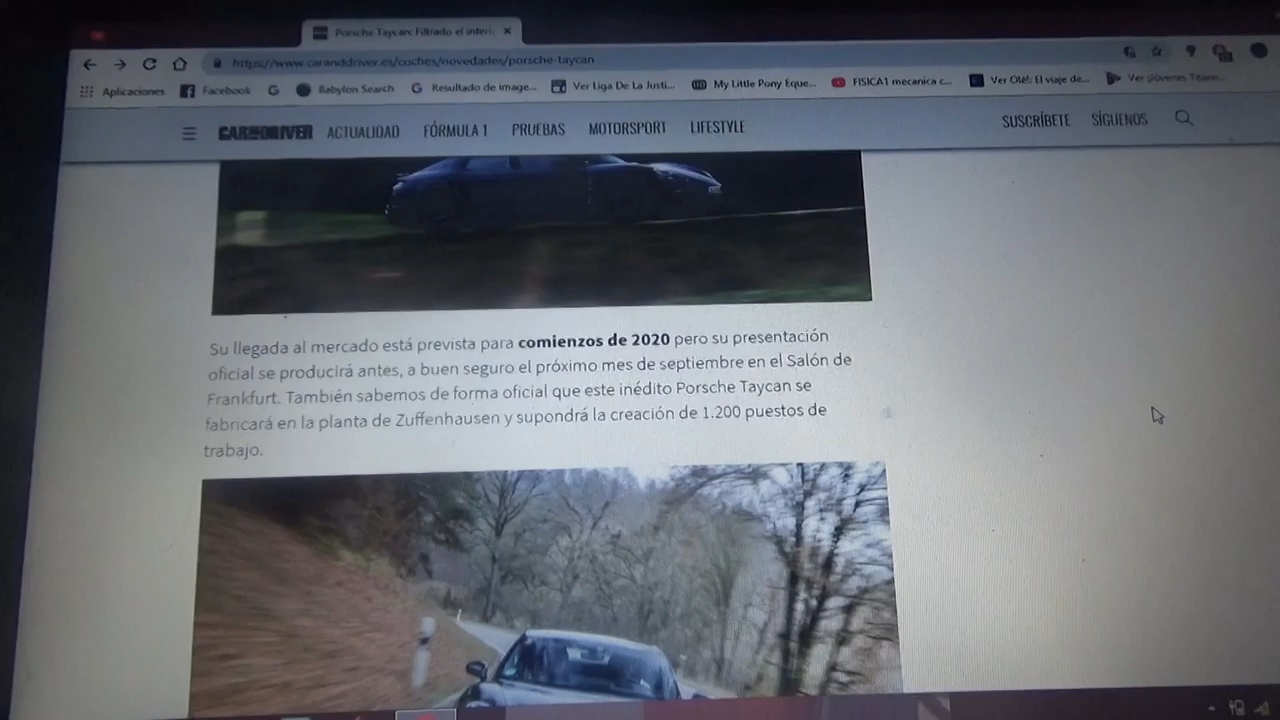 Porsche Taycan: Filtrado el interi
https://www.caranddriver.es/coches/novedades/porsche-taycan
Aplicaciones Facebook Babylon Search Resultado de image... Ver Liga De La Justi... My Little Pony Eque... FISICA1 mecanica c... Ver Olé!: El viaje de... Ver Jóvenes Titane...
CAR AND DRIVER ACTUALIDAD FÓRMULA 1 PRUEBAS MOTORSPORT LIFESTYLE SUSCRÍBETE SÍGUENOS
Su llegada al mercado está prevista para comienzos de 2020 pero su presentación
oficial se producirá antes, a buen seguro el próximo mes de septiembre en el Salón de
Frankfurt. También sabemos de forma oficial que este inédito Porsche Taycan se
fabricará en la planta de Zuffenhausen y supondrá la creación de 1.200 puestos de
trabajo.